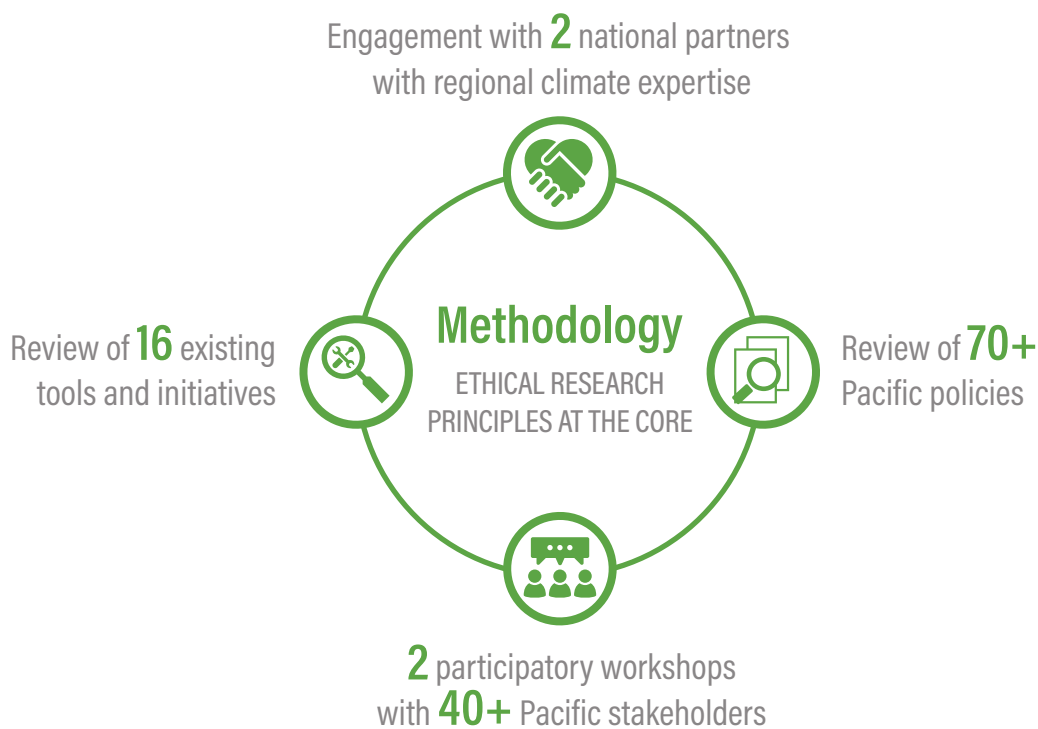 Engagement with 2 national partners
with regional climate expertise
Methodology
ETHICAL RESEARCH
PRINCIPLES AT THE CORE
Review of 16 existing
tools and initiatives
Review of 70+
Pacific policies
2 participatory workshops
with 40+ Pacific stakeholders